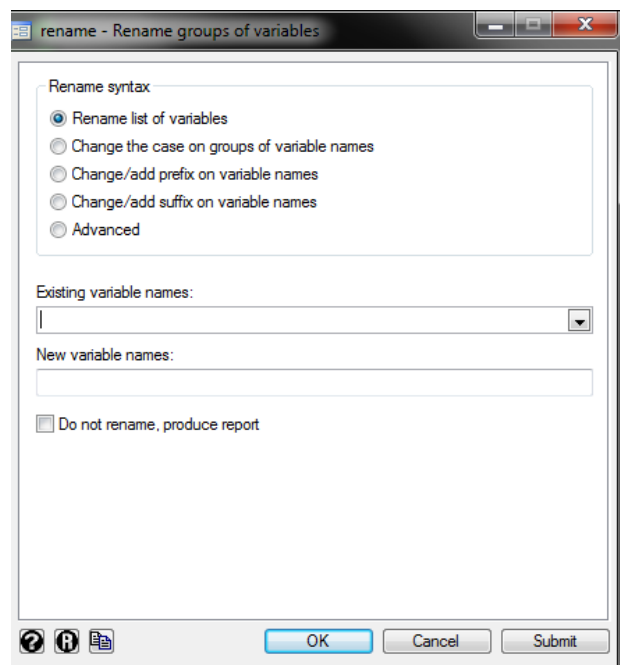 rename - Rename groups of variables
Rename syntax
Rename list of variables
Change the case on groups of variable names
Change/add prefix on variable names
Change/add suffix on variable names
Advanced
Existing variable names:
New variable names:
Do not rename, produce report
? R OK Cancel Submit